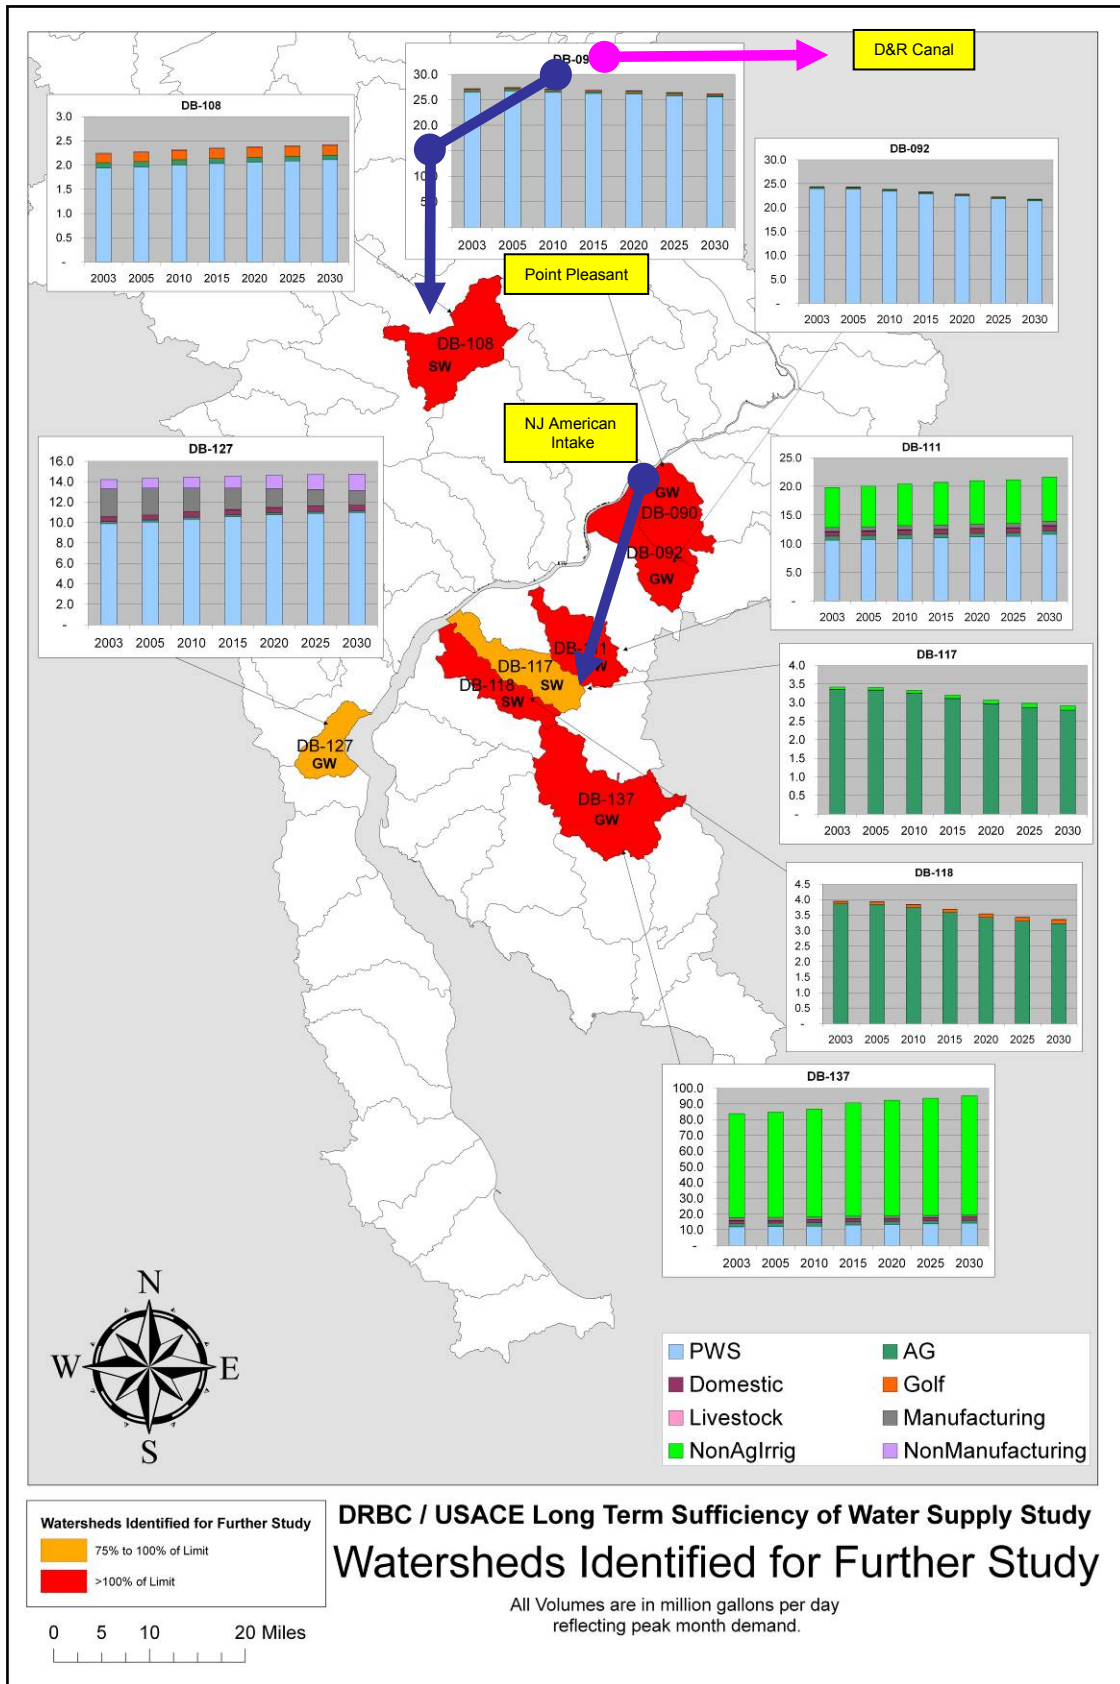 D&R Canal
DB-09
30.0
25.0
20.0
10.0
5.0
2003 2005 2010 2015 2020 2025 2030
DB-108
3.0
2.5
2.0
1.5
1.0
0.5
-
2003 2005 2010 2015 2020 2025 2030
DB-092
30.0
25.0
20.0
15.0
10.0
5.0
-
2003 2005 2010 2015 2020 2025 2030
Point Pleasant
DB-108
SW
NJ American
Intake
DB-127
16.0
14.0
12.0
10.0
8.0
6.0
4.0
2.0
-
2003 2005 2010 2015 2020 2025 2030
GW
DB-090
DB-092
GW
DB-111
25.0
20.0
15.0
10.0
5.0
-
2003 2005 2010 2015 2020 2025 2030
DB-117
SW
DB-118
SW
DB-117
4.0
3.5
3.0
2.5
2.0
1.5
1.0
0.5
-
2003 2005 2010 2015 2020 2025 2030
DB-127
GW
DB-137
GW
DB-118
4.5
4.0
3.5
3.0
2.5
2.0
1.5
1.0
0.5
-
2003 2005 2010 2015 2020 2025 2030
DB-137
100.0
90.0
80.0
70.0
60.0
50.0
40.0
30.0
20.0
10.0
-
2003 2005 2010 2015 2020 2025 2030
N
W E
S
PWS AG
Domestic Golf
Livestock Manufacturing
NonAgIrrig NonManufacturing
Watersheds Identified for Further Study
75% to 100% of Limit
>100% of Limit
0 5 10 20 Miles
DRBC / USACE Long Term Sufficiency of Water Supply Study
Watersheds Identified for Further Study
All Volumes are in million gallons per day
reflecting peak month demand.